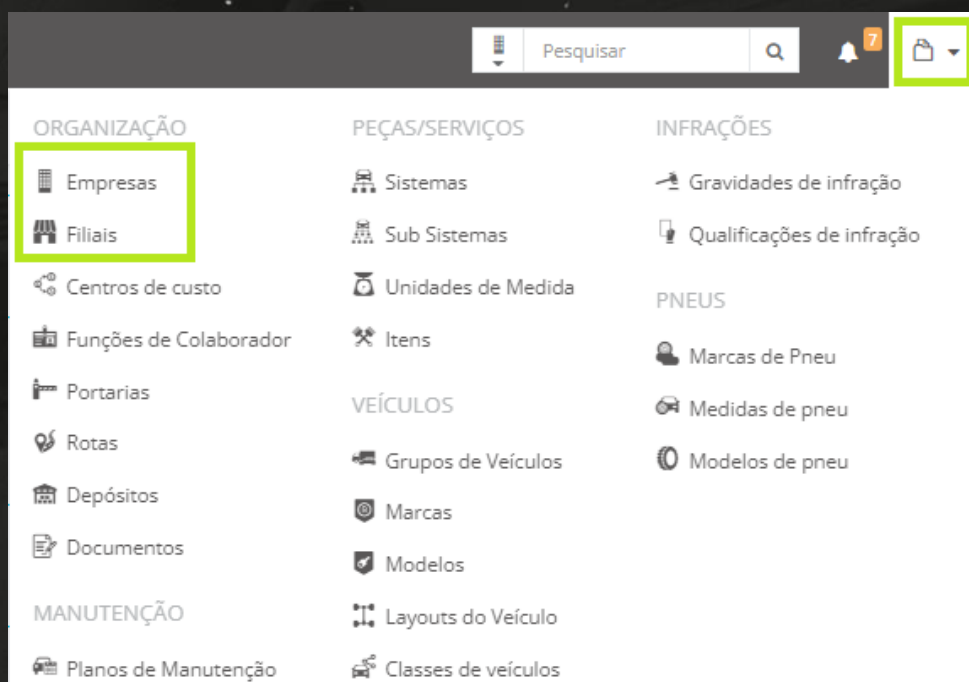 Pesquisar
7
ORGANIZAÇÃO
Empresas
Filiais
Centros de custo
Funções de Colaborador
Portarias
Rotas
Depósitos
Documentos
MANUTENÇÃO
Planos de Manutenção
PEÇAS/SERVIÇOS
Sistemas
Sub Sistemas
Unidades de Medida
Itens
VEÍCULOS
Grupos de Veículos
Marcas
Modelos
Layouts do Veículo
Classes de veículos
INFRAÇÕES
Gravidades de infração
Qualificações de infração
PNEUS
Marcas de Pneu
Medidas de pneu
Modelos de pneu